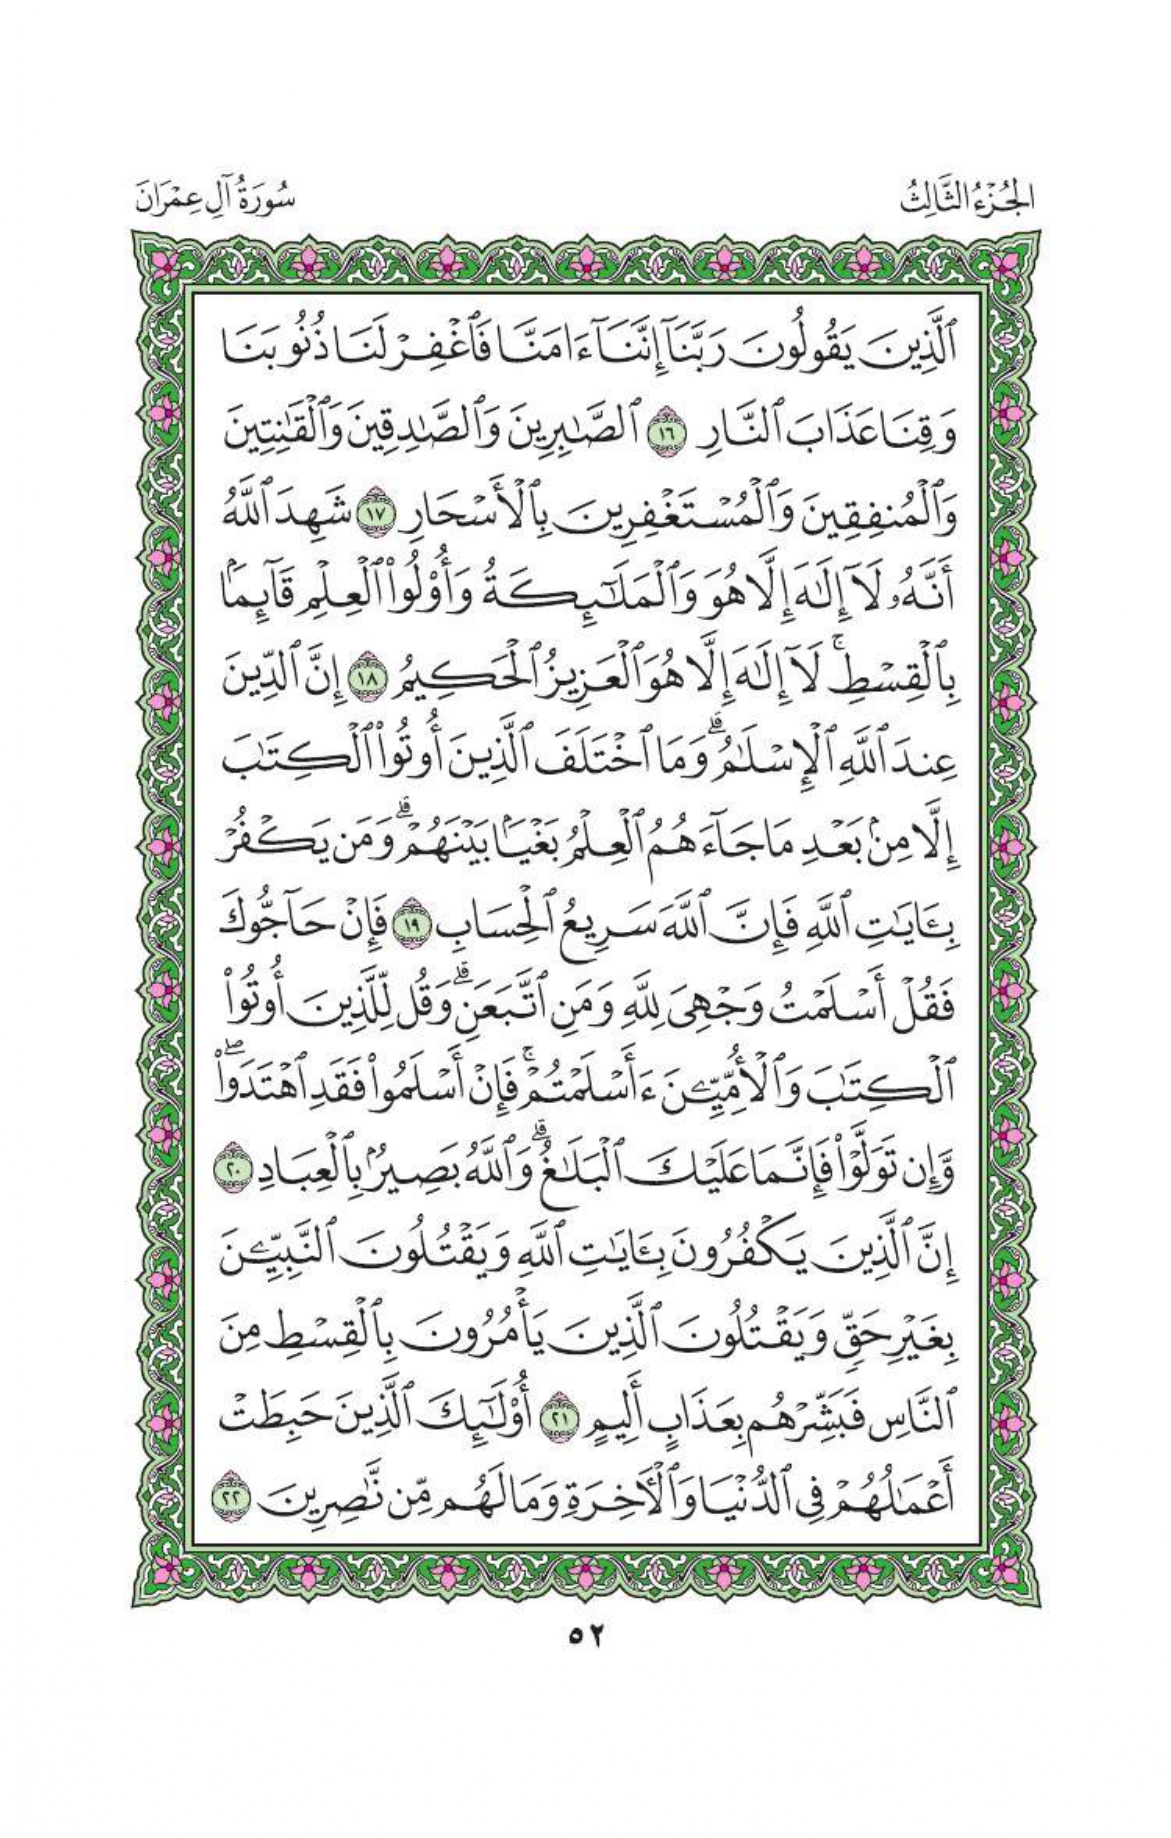 الجُزْءُ الثَّالِثُ
سُورَةُ آلِ عِمْرَانَ
ٱلَّذِينَ يَقُولُونَ رَبَّنَآ إِنَّنَآ ءَامَنَّا فَٱغْفِرْ لَنَا ذُنُوبَنَا
وَقِنَا عَذَابَ ٱلنَّارِ ١٦ ٱلصَّـٰبِرِينَ وَٱلصَّـٰدِقِينَ وَٱلْقَـٰنِتِينَ
وَٱلْمُنفِقِينَ وَٱلْمُسْتَغْفِرِينَ بِٱلْأَسْحَارِ ١٧ شَهِدَ ٱللَّهُ
أَنَّهُۥ لَآ إِلَـٰهَ إِلَّا هُوَ وَٱلْمَلَـٰٓئِكَةُ وَأُو۟لُوا۟ ٱلْعِلْمِ قَآئِمًۢا
بِٱلْقِسْطِ ۚ لَآ إِلَـٰهَ إِلَّا هُوَ ٱلْعَزِيزُ ٱلْحَكِيمُ ١٨ إِنَّ ٱلدِّينَ
عِندَ ٱللَّهِ ٱلْإِسْلَـٰمُ ۗ وَمَا ٱخْتَلَفَ ٱلَّذِينَ أُوتُوا۟ ٱلْكِتَـٰبَ
إِلَّا مِنۢ بَعْدِ مَا جَآءَهُمُ ٱلْعِلْمُ بَغْيًۢا بَيْنَهُمْ ۗ وَمَن يَكْفُرْ
بِـَٔايَـٰتِ ٱللَّهِ فَإِنَّ ٱللَّهَ سَرِيعُ ٱلْحِسَابِ ١٩ فَإِنْ حَآجُّوكَ
فَقُلْ أَسْلَمْتُ وَجْهِىَ لِلَّهِ وَمَنِ ٱتَّبَعَنِ ۗ وَقُل لِّلَّذِينَ أُوتُوا۟
ٱلْكِتَـٰبَ وَٱلْأُمِّيِّـۧنَ ءَأَسْلَمْتُمْ ۚ فَإِنْ أَسْلَمُوا۟ فَقَدِ ٱهْتَدَوا۟ ۖ
وَّإِن تَوَلَّوْا۟ فَإِنَّمَا عَلَيْكَ ٱلْبَلَـٰغُ ۗ وَٱللَّهُ بَصِيرٌۢ بِٱلْعِبَادِ ٢٠
إِنَّ ٱلَّذِينَ يَكْفُرُونَ بِـَٔايَـٰتِ ٱللَّهِ وَيَقْتُلُونَ ٱلنَّبِيِّـۧنَ
بِغَيْرِ حَقٍّ وَيَقْتُلُونَ ٱلَّذِينَ يَأْمُرُونَ بِٱلْقِسْطِ مِنَ
ٱلنَّاسِ فَبَشِّرْهُم بِعَذَابٍ أَلِيمٍ ٢١ أُو۟لَـٰٓئِكَ ٱلَّذِينَ حَبِطَتْ
أَعْمَـٰلُهُمْ فِى ٱلدُّنْيَا وَٱلْـَٔاخِرَةِ وَمَا لَهُم مِّن نَّـٰصِرِينَ ٢٢
٥٢